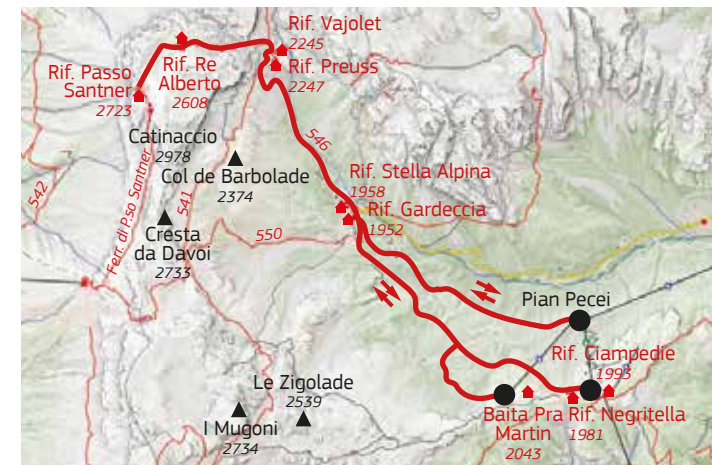 Rif. Vajolet
2245
Rif. Preuss
2247
Rif. Re
Alberto
2608
Rif. Passo
Santner
2723
Catinaccio
2978
Col de Barbolade
2374
546
Rif. Stella Alpina
1958
Rif. Gardeccia
1952
542
Ferr. di P.so Santner
541
550
Cresta
da Davoi
2733
Pian Pecei
Rif. Ciampedie
1993
Le Zigolade
2539
I Mugoni
2734
Baita Pra
Martin
2043
Rif. Negritella
1981